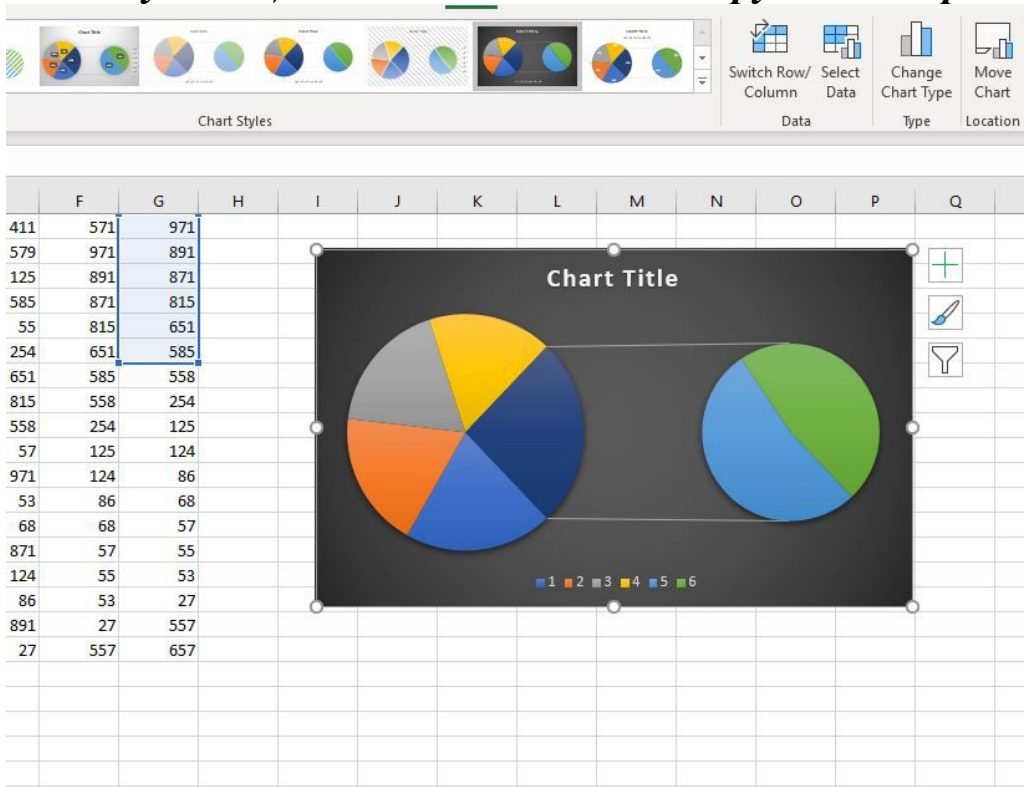 Switch Row/ Select Change Move
Column Data Chart Type Chart
Chart Styles Data Type Location
F G H I J K L M N O P Q
411 571 971
579 971 891
125 891 871
585 871 815
55 815 651
254 651 585
651 585 558
815 558 254
558 254 125
57 125 124
971 124 86
53 86 68
68 68 57
871 57 55
124 55 53
86 53 27
891 27 557
27 557 657
Chart Title
1 2 3 4 5 6